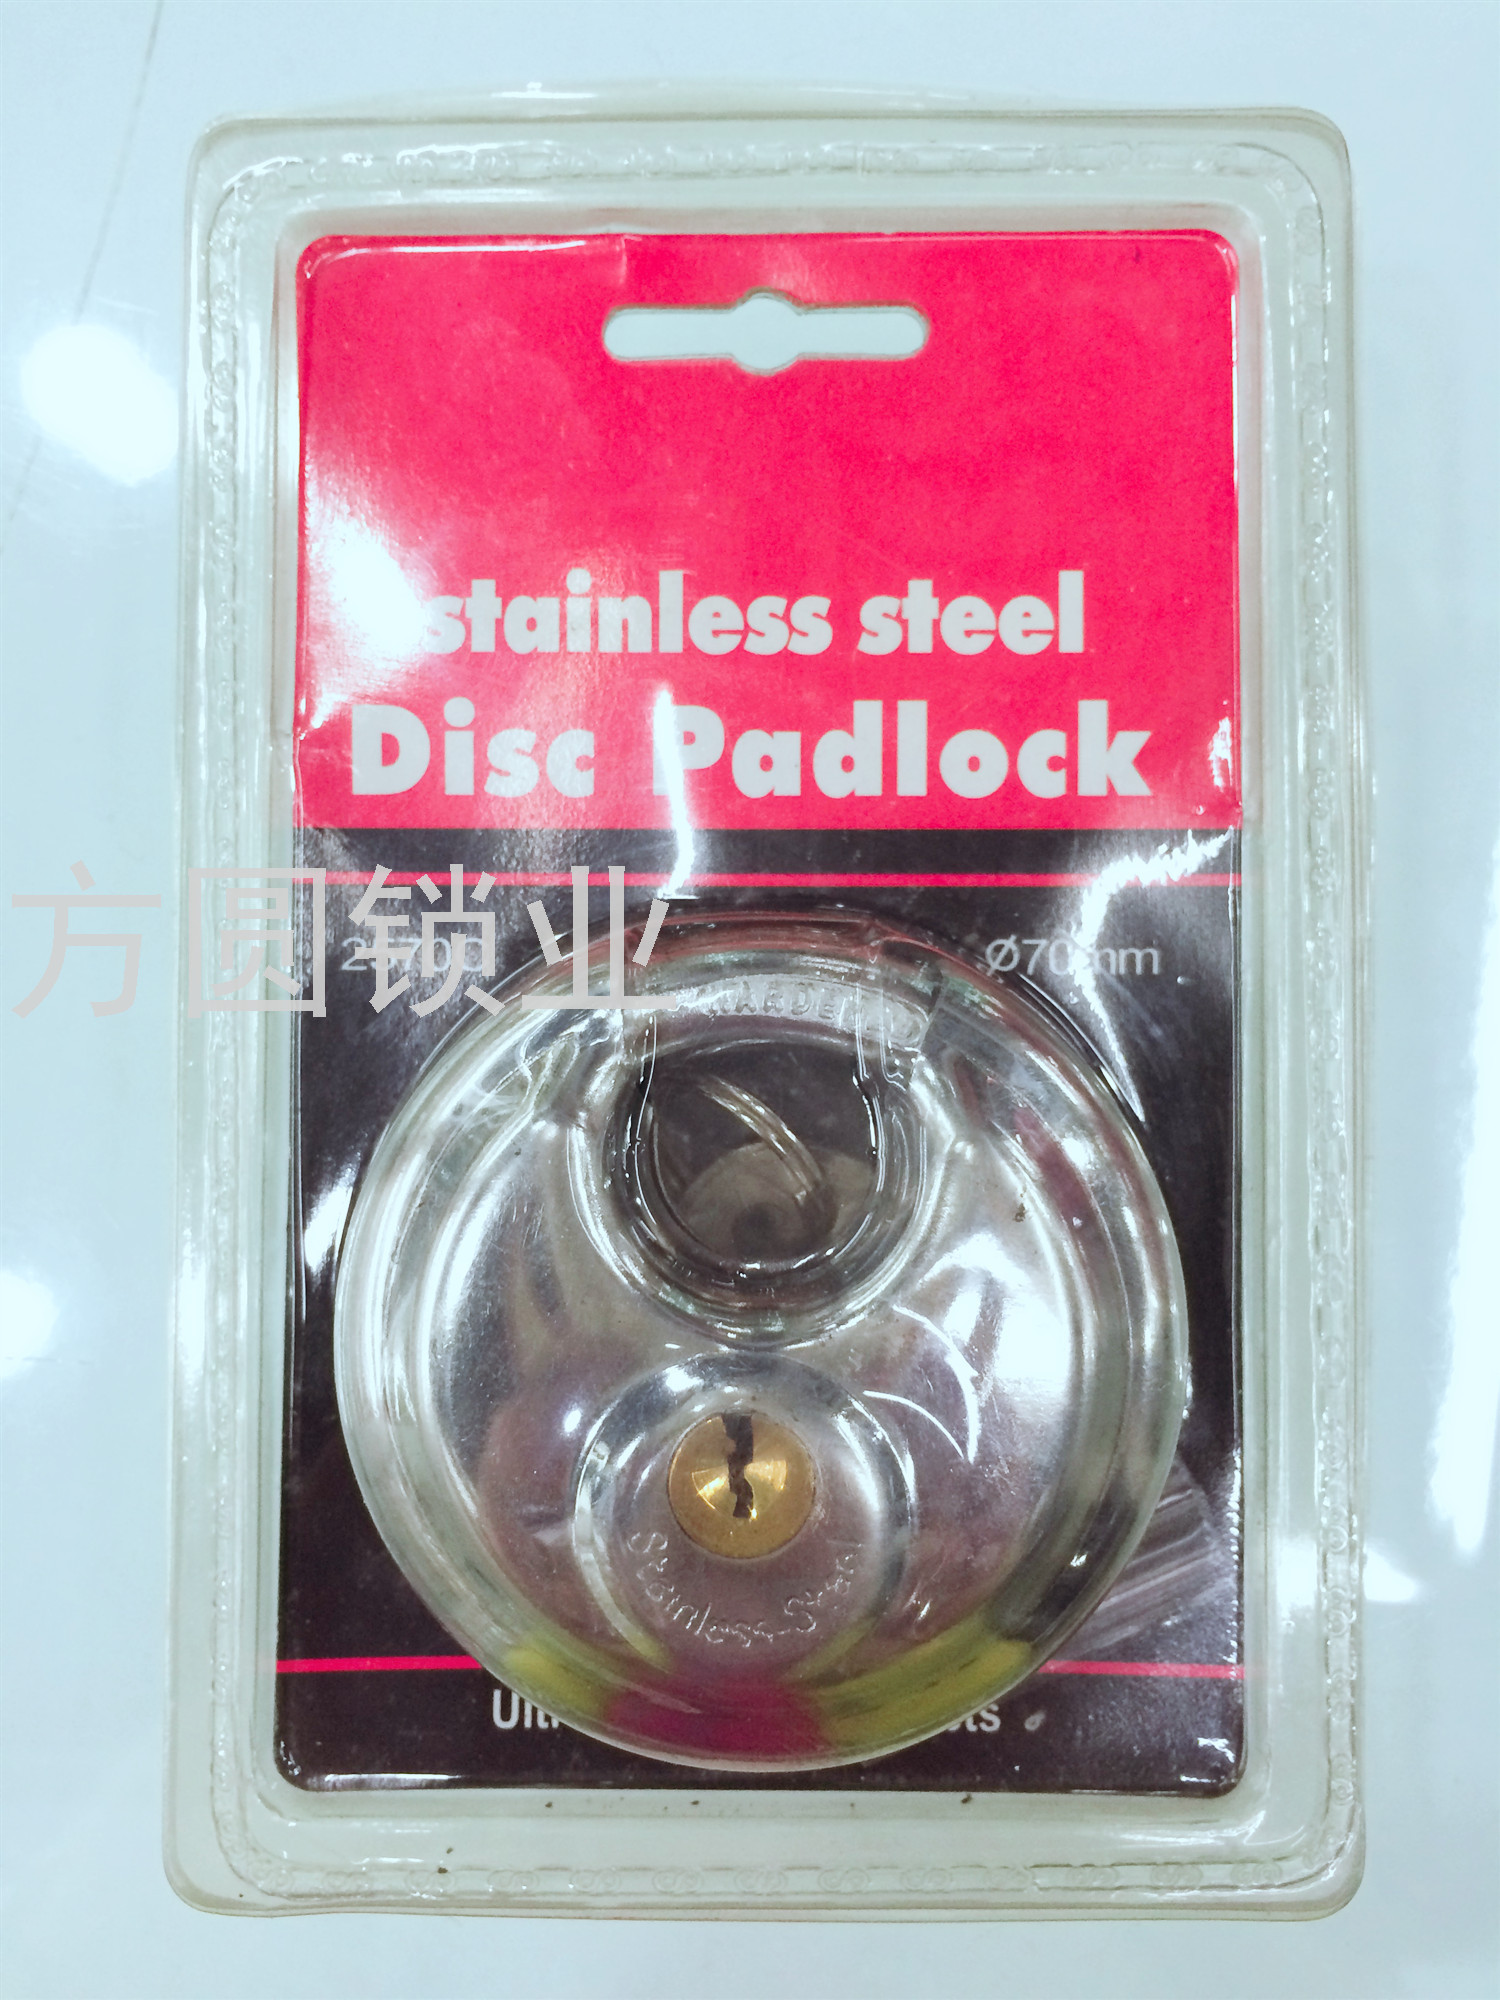 stainless steel
Disc Padlock
方圆锁业
Ø70mm
HARDENED
Stainless-Steel